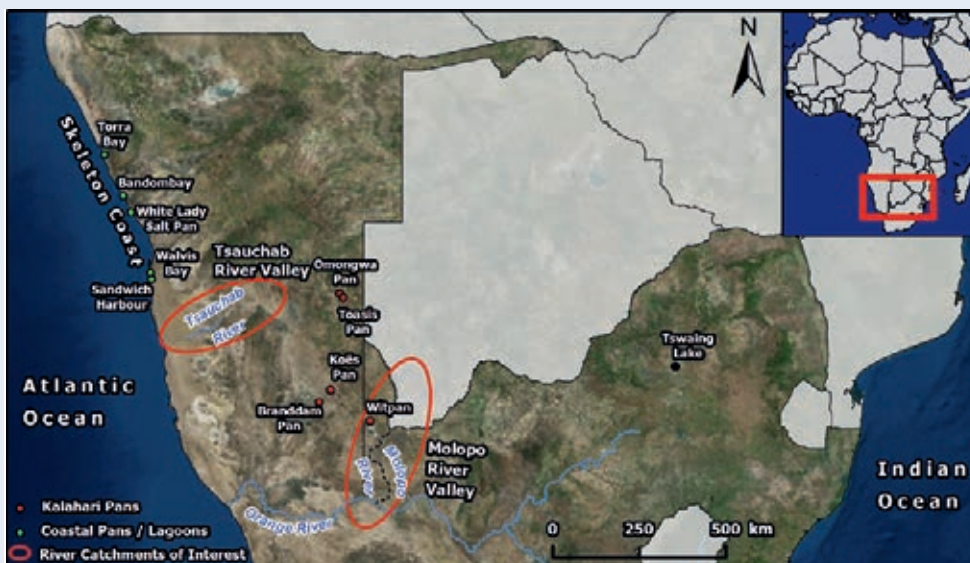 N
Skeleton Coast
Torra
Bay
Bandombay
White Lady
Salt Pan
Walvis
Bay
Sandwich
Harbour
Tsauchab
River Valley
Tsauchab
River
Omongwa
Pan
Toasis
Pan
Koës
Pan
Branddam
Pan
Witpan
Molopo
River
Molopo
River
Valley
Orange River
Tswaing
Lake
Atlantic
Ocean
Indian
Ocean
Kalahari Pans
Coastal Pans / Lagoons
River Catchments of Interest
0 250 500 km